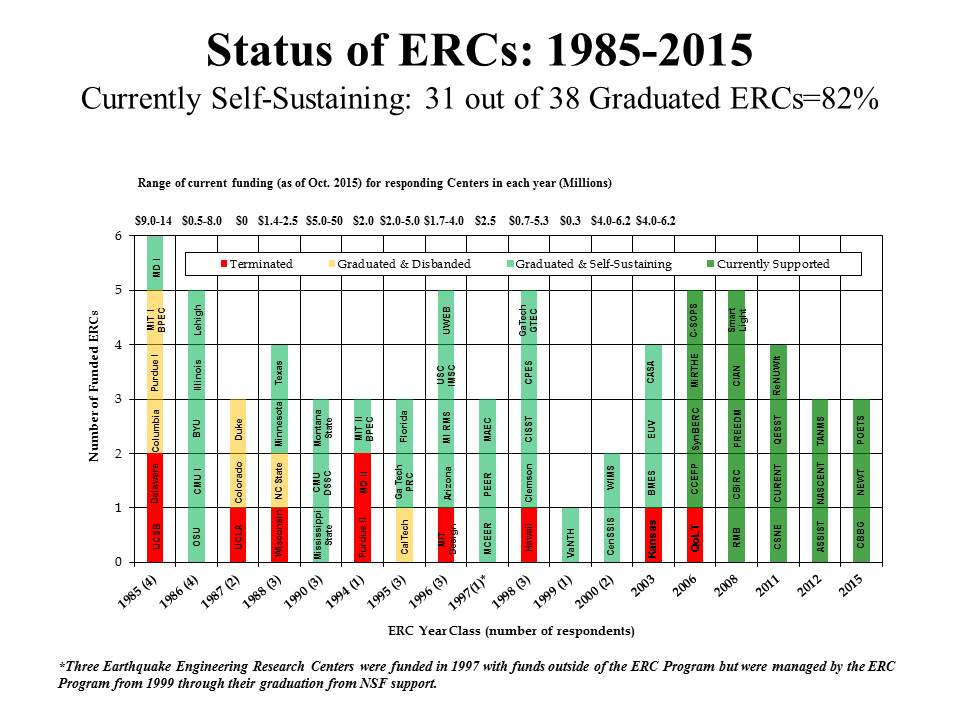 Status of ERCs: 1985-2015
Currently Self-Sustaining: 31 out of 38 Graduated ERCs=82%
Range of current funding (as of Oct. 2015) for responding Centers in each year (Millions)
$9.0-14 $0.5-8.0 $0 $1.4-2.5 $5.0-50 $2.0 $2.0-5.0 $1.7-4.0 $2.5 $0.7-5.3 $0.3 $4.0-6.2 $4.0-6.2
Terminated Graduated & Disbanded Graduated & Self-Sustaining Currently Supported
Number of Funded ERCs
6
5
4
3
2
1
0
MD I
MIT I
BPEC
Purdue I
Columbia
Delaware
UCSB
Lehigh
Illinois
BYU
CMU I
OSU
Duke
Colorado
UCLA
Texas
Minnesota
NC State
Wisconsin
Montana
State
CMU
DSSC
Mississippi
State
MIT II
BPEC
MD II
Purdue II
Florida
Ga Tech
PRC
CalTech
UWEB
USC
IMSC
MI RMS
Arizona
MIT
Design
MAEC
PEER
MCEER
GaTech
GTEC
CPES
CISST
Clemson
Hawaii
VaNTH
WIMS
CenSSIS
CASA
EUV
BMES
Kansas
C-SOPS
MiRTHE
SynBERC
CCEFP
QoLT
Smart
Light
CIAN
FREEDM
CBiRC
RMB
ReNUWIt
QESST
CURENT
CSNE
TANMS
NASCENT
ASSIST
POETS
NEWT
CBBG
1985 (4) 1986 (4) 1987 (2) 1988 (3) 1990 (3) 1994 (1) 1995 (3) 1996 (3) 1997(1)* 1998 (3) 1999 (1) 2000 (2) 2003 2006 2008 2011 2012 2015
ERC Year Class (number of respondents)
*Three Earthquake Engineering Research Centers were funded in 1997 with funds outside of the ERC Program but were managed by the ERC
Program from 1999 through their graduation from NSF support.